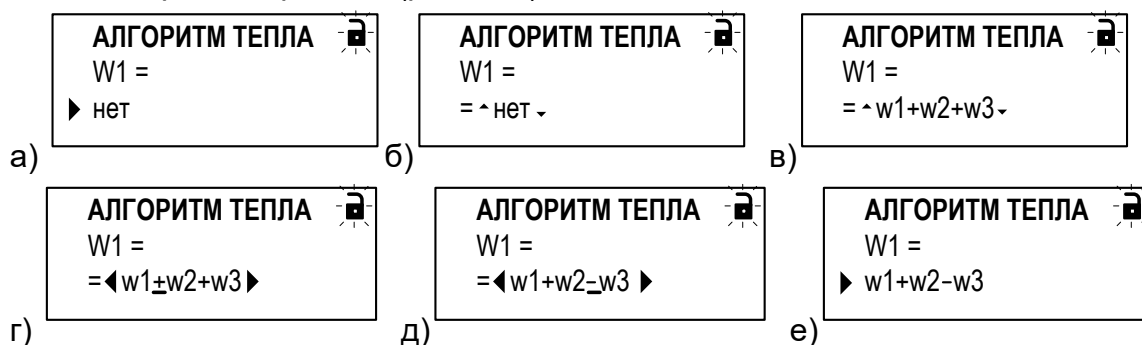 АЛГОРИТМ ТЕПЛА
W1 =
нет
а)
АЛГОРИТМ ТЕПЛА
W1 =
= нет
б)
АЛГОРИТМ ТЕПЛА
W1 =
= w1+w2+w3
в)
АЛГОРИТМ ТЕПЛА
W1 =
= w1+w2+w3
г)
АЛГОРИТМ ТЕПЛА
W1 =
= w1+w2−w3
д)
АЛГОРИТМ ТЕПЛА
W1 =
w1+w2−w3
е)